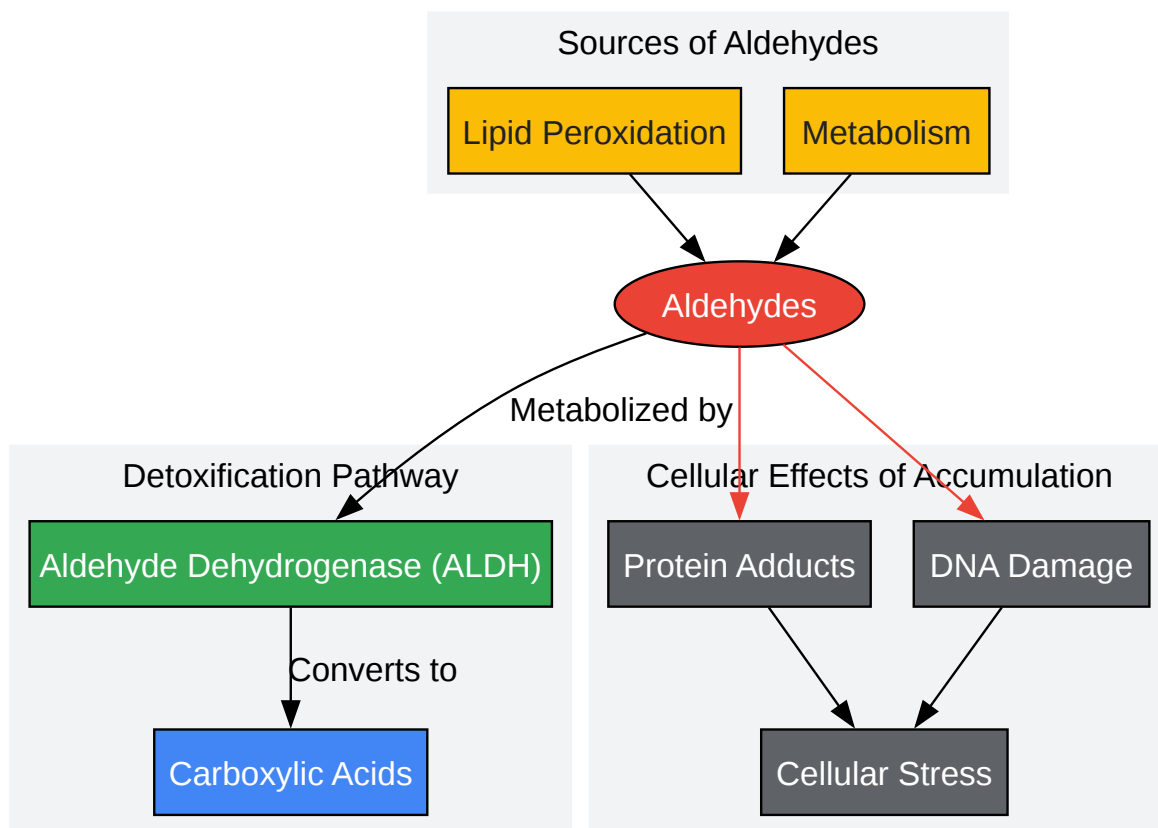 Sources of Aldehydes
Lipid Peroxidation
Metabolism
Aldehydes
Metabolized by
Detoxification Pathway
Cellular Effects of Accumulation
Aldehyde Dehydrogenase (ALDH)
Protein Adducts
DNA Damage
Converts to
Carboxylic Acids
Cellular Stress